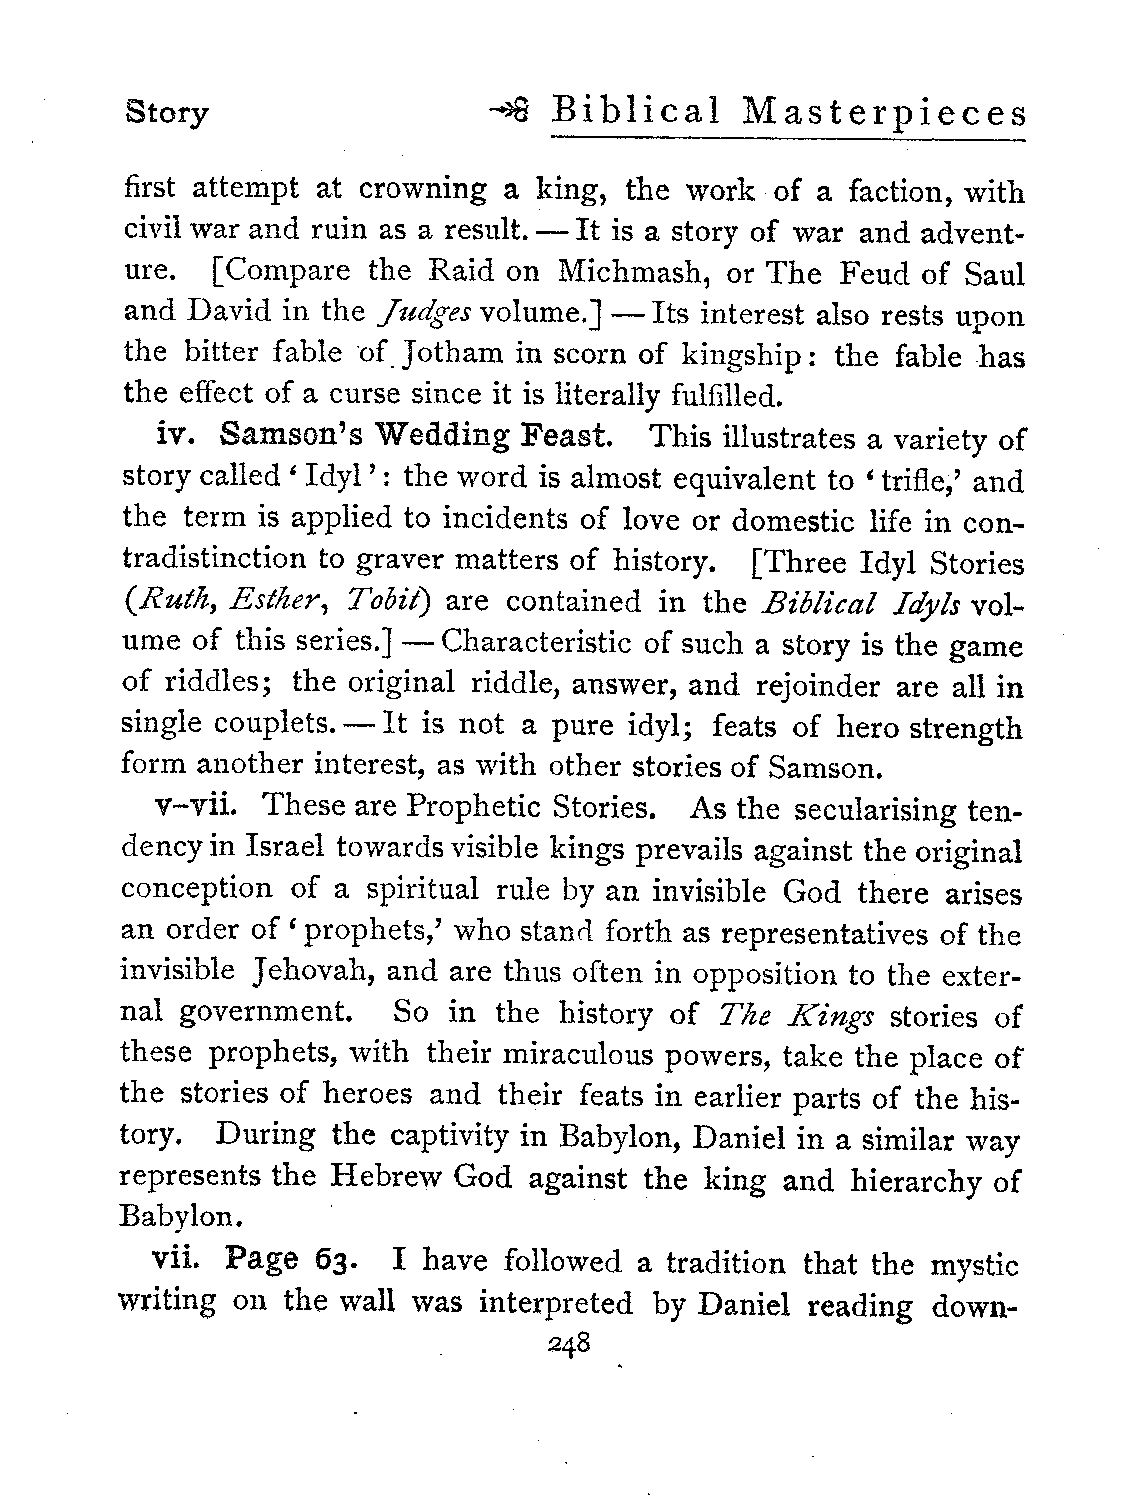 Story Biblical Masterpieces
first attempt at crowning a king, the work of a faction, with
civil war and ruin as a result. — It is a story of war and advent-
ure. [Compare the Raid on Michmash, or The Feud of Saul
and David in the Judges volume.] — Its interest also rests upon
the bitter fable of Jotham in scorn of kingship: the fable has
the effect of a curse since it is literally fulfilled.
iv. Samson's Wedding Feast. This illustrates a variety of
story called ‘Idyl’: the word is almost equivalent to ‘trifle,’ and
the term is applied to incidents of love or domestic life in con-
tradistinction to graver matters of history. [Three Idyl Stories
(Ruth, Esther, Tobit) are contained in the Biblical Idyls vol-
ume of this series.] — Characteristic of such a story is the game
of riddles; the original riddle, answer, and rejoinder are all in
single couplets. — It is not a pure idyl; feats of hero strength
form another interest, as with other stories of Samson.
v–vii. These are Prophetic Stories. As the secularising ten-
dency in Israel towards visible kings prevails against the original
conception of a spiritual rule by an invisible God there arises
an order of ‘prophets,’ who stand forth as representatives of the
invisible Jehovah, and are thus often in opposition to the exter-
nal government. So in the history of The Kings stories of
these prophets, with their miraculous powers, take the place of
the stories of heroes and their feats in earlier parts of the his-
tory. During the captivity in Babylon, Daniel in a similar way
represents the Hebrew God against the king and hierarchy of
Babylon.
vii. Page 63. I have followed a tradition that the mystic
writing on the wall was interpreted by Daniel reading down-
248